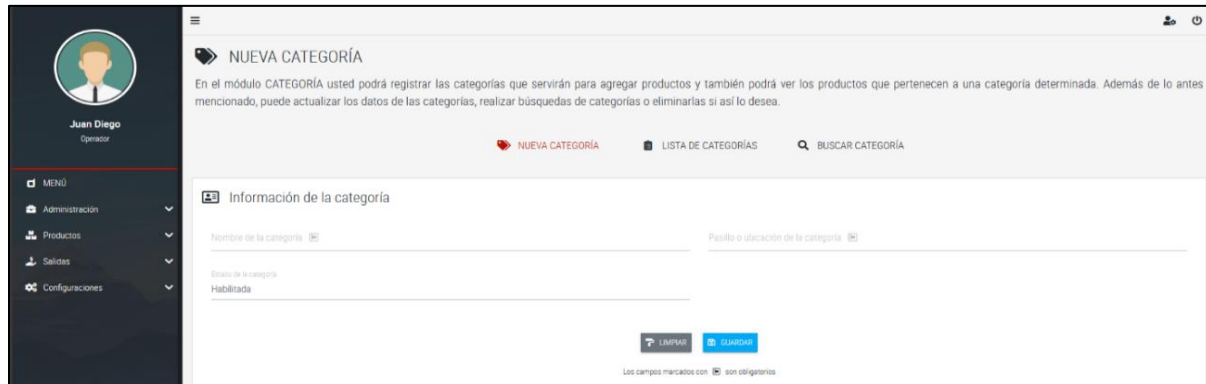 Juan Diego
Operador
MENÚ
Administración
Productos
Salidas
Configuraciones
NUEVA CATEGORÍA
En el módulo CATEGORÍA usted podrá registrar las categorías que servirán para agregar productos y también podrá ver los productos que pertenecen a una categoría determinada. Además de lo antes
mencionado, puede actualizar los datos de las categorías, realizar búsquedas de categorías o eliminarlas si así lo desea.
NUEVA CATEGORÍA LISTA DE CATEGORÍAS BUSCAR CATEGORÍA
Información de la categoría
Nombre de la categoría Pasillo o ubicación de la categoría
Estado de la categoría
Habilitada
LIMPIAR GUARDAR
Los campos marcados con son obligatorios